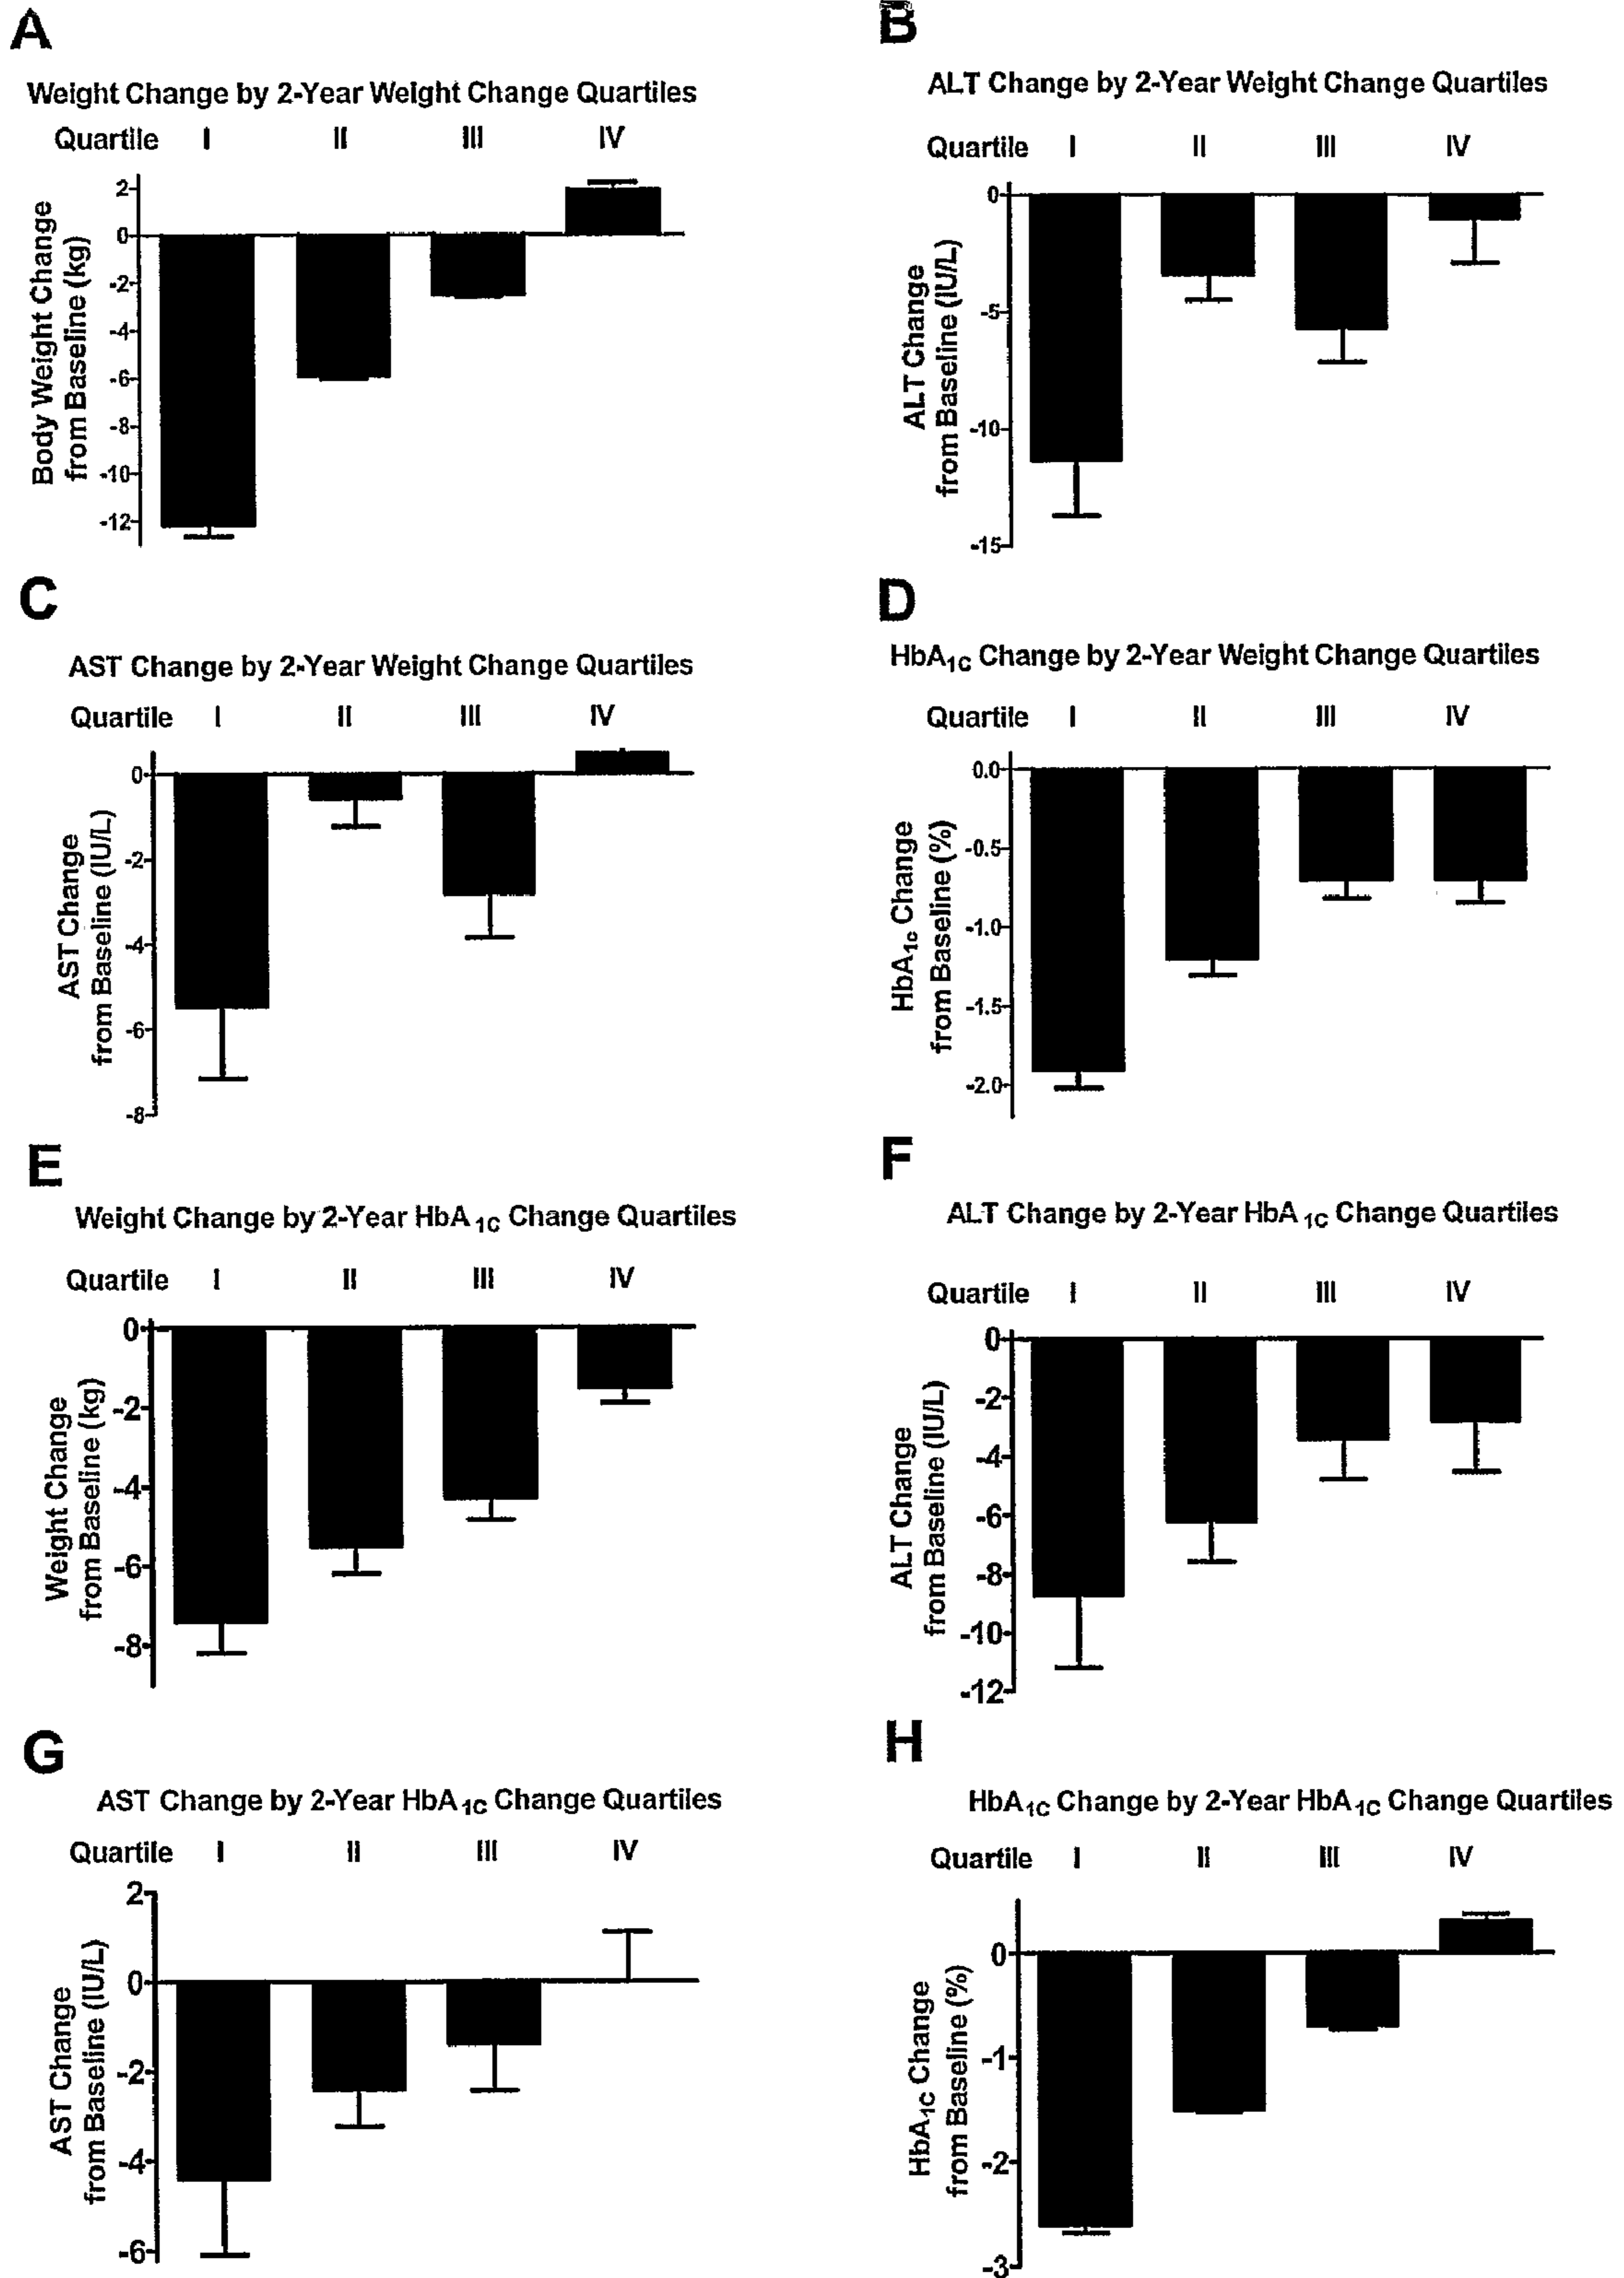 A
Weight Change by 2-Year Weight Change Quartiles
Quartile I II III IV
Body Weight Change
from Baseline (kg)
2
0
-2
-4
-6
-8
-10
-12
B
ALT Change by 2-Year Weight Change Quartiles
Quartile I II III IV
ALT Change
from Baseline (IU/L)
0
-5
-10
-15
C
AST Change by 2-Year Weight Change Quartiles
Quartile I II III IV
AST Change
from Baseline (IU/L)
0
-2
-4
-6
-8
D
HbA1C Change by 2-Year Weight Change Quartiles
Quartile I II III IV
HbA1c Change
from Baseline (%)
0.0
-0.5
-1.0
-1.5
-2.0
E
Weight Change by 2-Year HbA1C Change Quartiles
Quartile I II III IV
Weight Change
from Baseline (kg)
0
-2
-4
-6
-8
F
ALT Change by 2-Year HbA1C Change Quartiles
Quartile I II III IV
ALT Change
from Baseline (IU/L)
0
-2
-4
-6
-8
-10
-12
G
AST Change by 2-Year HbA1C Change Quartiles
Quartile I II III IV
AST Change
from Baseline (IU/L)
2
0
-2
-4
-6
H
HbA1C Change by 2-Year HbA1C Change Quartiles
Quartile I II III IV
HbA1C Change
from Baseline (%)
0
-1
-2
-3